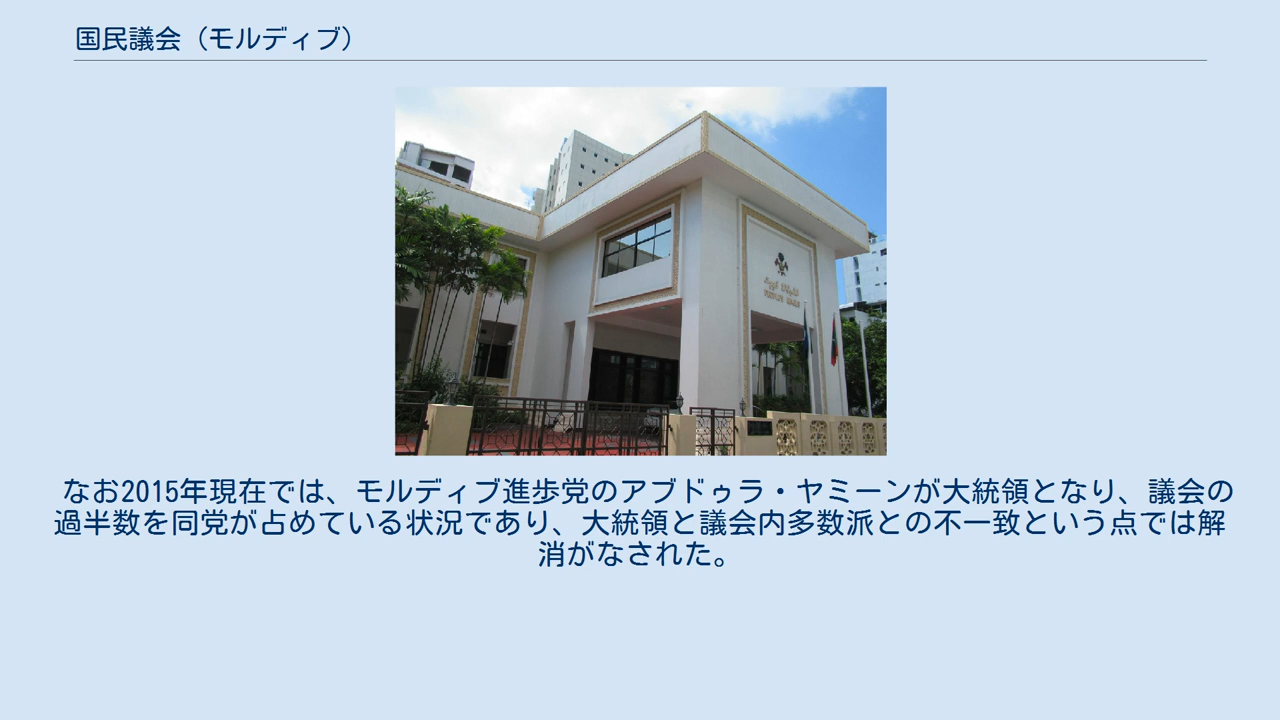 国民議会（モルディブ）
なお2015年現在では、モルディブ進歩党のアブドゥラ・ヤミーンが大統領となり、議会の
過半数を同党が占めている状況であり、大統領と議会内多数派との不一致という点では解
消がなされた。